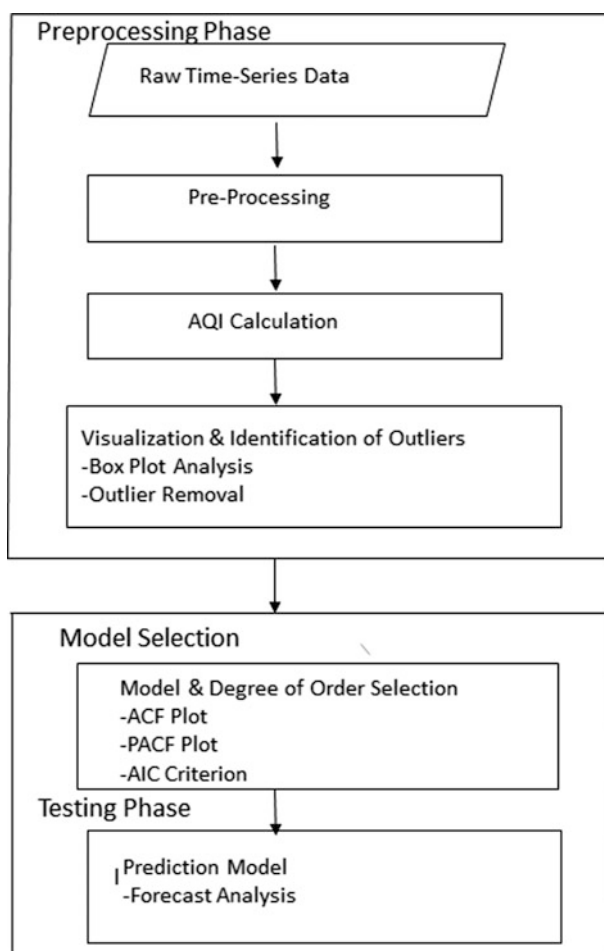 Preprocessing Phase
Raw Time-Series Data
Pre-Processing
AQI Calculation
Visualization & Identification of Outliers
-Box Plot Analysis
-Outlier Removal
Model Selection
Model & Degree of Order Selection
-ACF Plot
-PACF Plot
-AIC Criterion
Testing Phase
Prediction Model
-Forecast Analysis